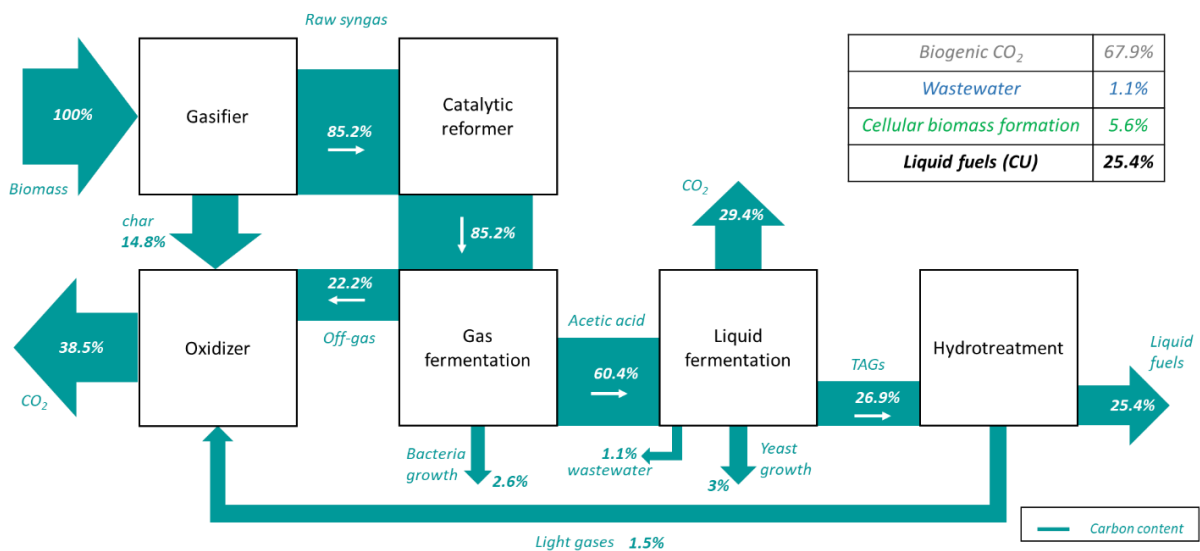 Raw syngas
Biogenic CO2 67.9%
Wastewater 1.1%
Cellular biomass formation 5.6%
Liquid fuels (CU) 25.4%
Gasifier
Catalytic
reformer
100%
85.2%
Biomass
char
14.8%
85.2%
CO2
29.4%
22.2%
Off-gas
Oxidizer
38.5%
CO2
Gas
fermentation
Acetic acid
60.4%
Liquid
fermentation
TAGs
26.9%
Hydrotreatment
Liquid
fuels
25.4%
Bacteria
growth
2.6%
1.1%
wastewater
Yeast
growth
3%
Light gases 1.5%
Carbon content